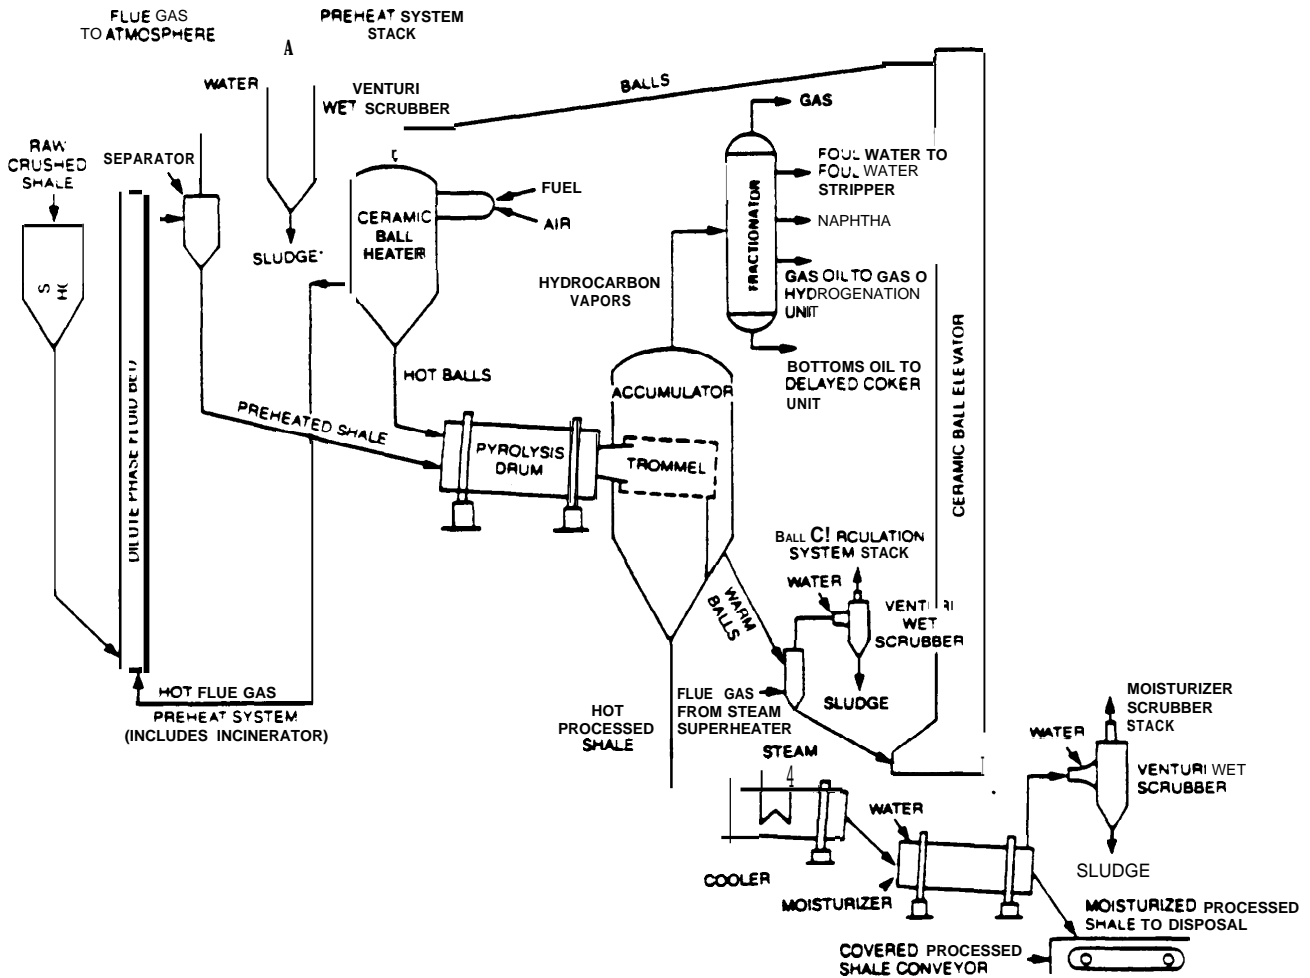 FLUE GAS
TO ATMOSPHERE
PREHEAT SYSTEM
STACK
A
WATER
VENTURI
WET SCRUBBER
BALLS
GAS
RAW
CRUSHED
SHALE
SEPARATOR
FOUL WATER TO
FOUL WATER
STRIPPER
FUEL
AIR
CERAMIC
BALL
HEATER
NAPHTHA
FRACTIONATOR
SLUDGE
HYDROCARBON
VAPORS
GAS OIL TO GAS O
HYDROGENATION
UNIT
S
H(
HOT BALLS
BOTTOMS OIL TO
DELAYED COKER
UNIT
ACCUMULATOR
DILUTE PHASE FLUID BED
PREHEATED SHALE
PYROLYSIS
DRUM
TROMMEL
CERAMIC BALL ELEVATOR
BALL C! RCULATION
SYSTEM STACK
WATER
VENTURI
WET
SCRUBBER
WARM
BALLS
SLUDGE
HOT FLUE GAS
PREHEAT SYSTEM
(INCLUDES INCINERATOR)
FLUE GAS
FROM STEAM
SUPERHEATER
HOT
PROCESSED
SHALE
STEAM
4
MOISTURIZER
SCRUBBER
STACK
WATER
VENTURI WET
SCRUBBER
WATER
COOLER
MOISTURIZER
SLUDGE
MOISTURIZED PROCESSED
SHALE TO DISPOSAL
COVERED PROCESSED
SHALE CONVEYOR